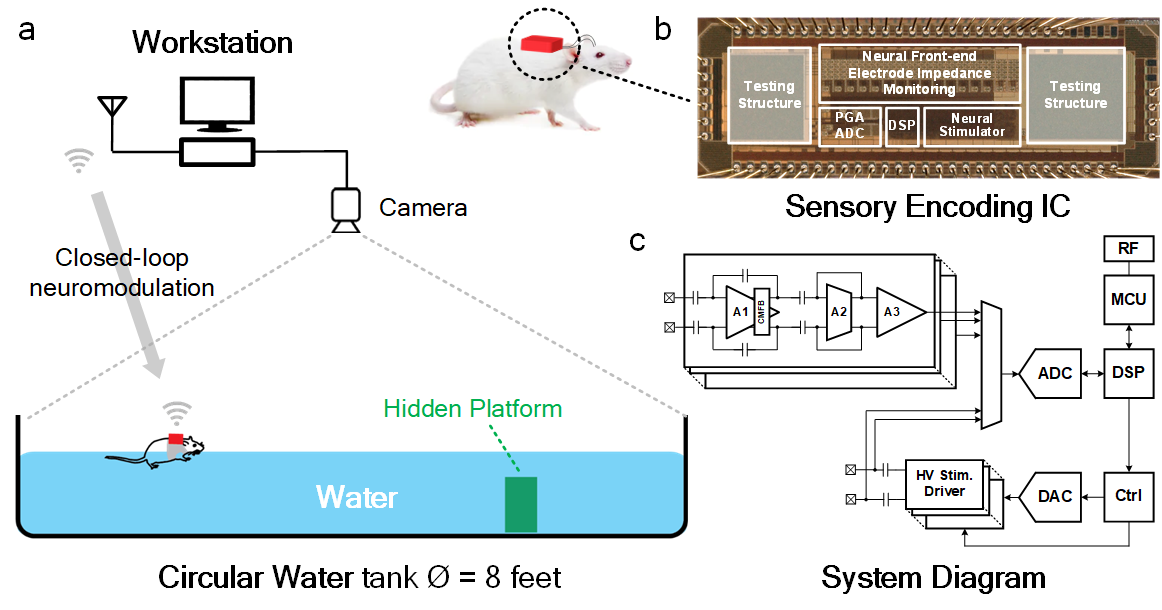 a
Workstation
Camera
Closed-loop
neuromodulation
Hidden Platform
Water
Circular Water tank Ø = 8 feet
b
Testing
Structure
Neural Front-end
Electrode Impedance
Monitoring
PGA
ADC
DSP
Neural
Stimulator
Testing
Structure
Sensory Encoding IC
c
A1
CMFB
A2
A3
RF
MCU
ADC
DSP
HV Stim.
Driver
DAC
Ctrl
System Diagram